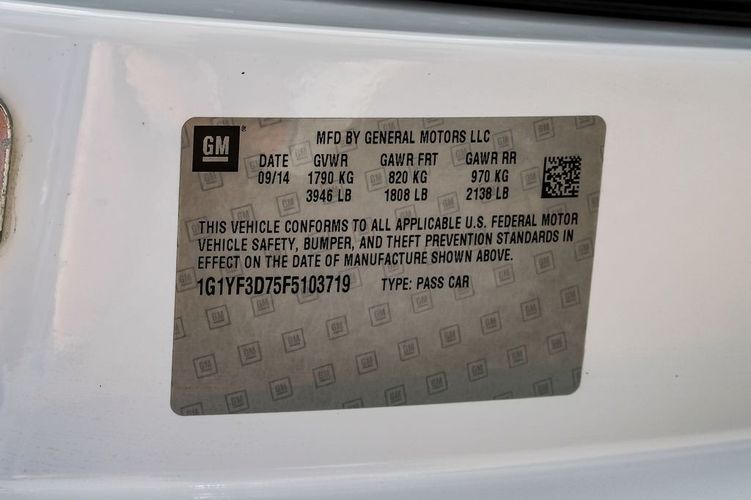 GM ® MFD BY GENERAL MOTORS LLC
DATE GVWR GAWR FRT GAWR RR
09/14 1790 KG 820 KG 970 KG
3946 LB 1808 LB 2138 LB
THIS VEHICLE CONFORMS TO ALL APPLICABLE U.S. FEDERAL MOTOR
VEHICLE SAFETY, BUMPER, AND THEFT PREVENTION STANDARDS IN
EFFECT ON THE DATE OF MANUFACTURE SHOWN ABOVE.
1G1YF3D75F5103719 TYPE: PASS CAR